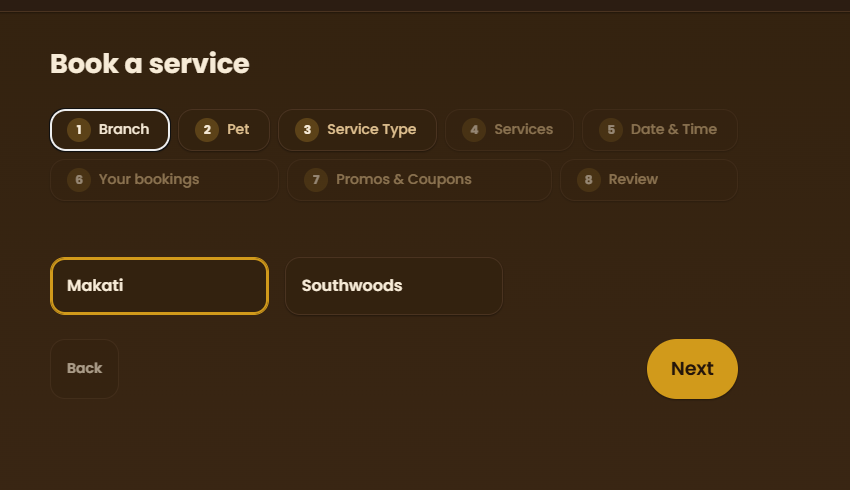 Book a service
1 Branch 2 Pet 3 Service Type 4 Services 5 Date & Time
6 Your bookings 7 Promos & Coupons 8 Review
Makati Southwoods
Back Next